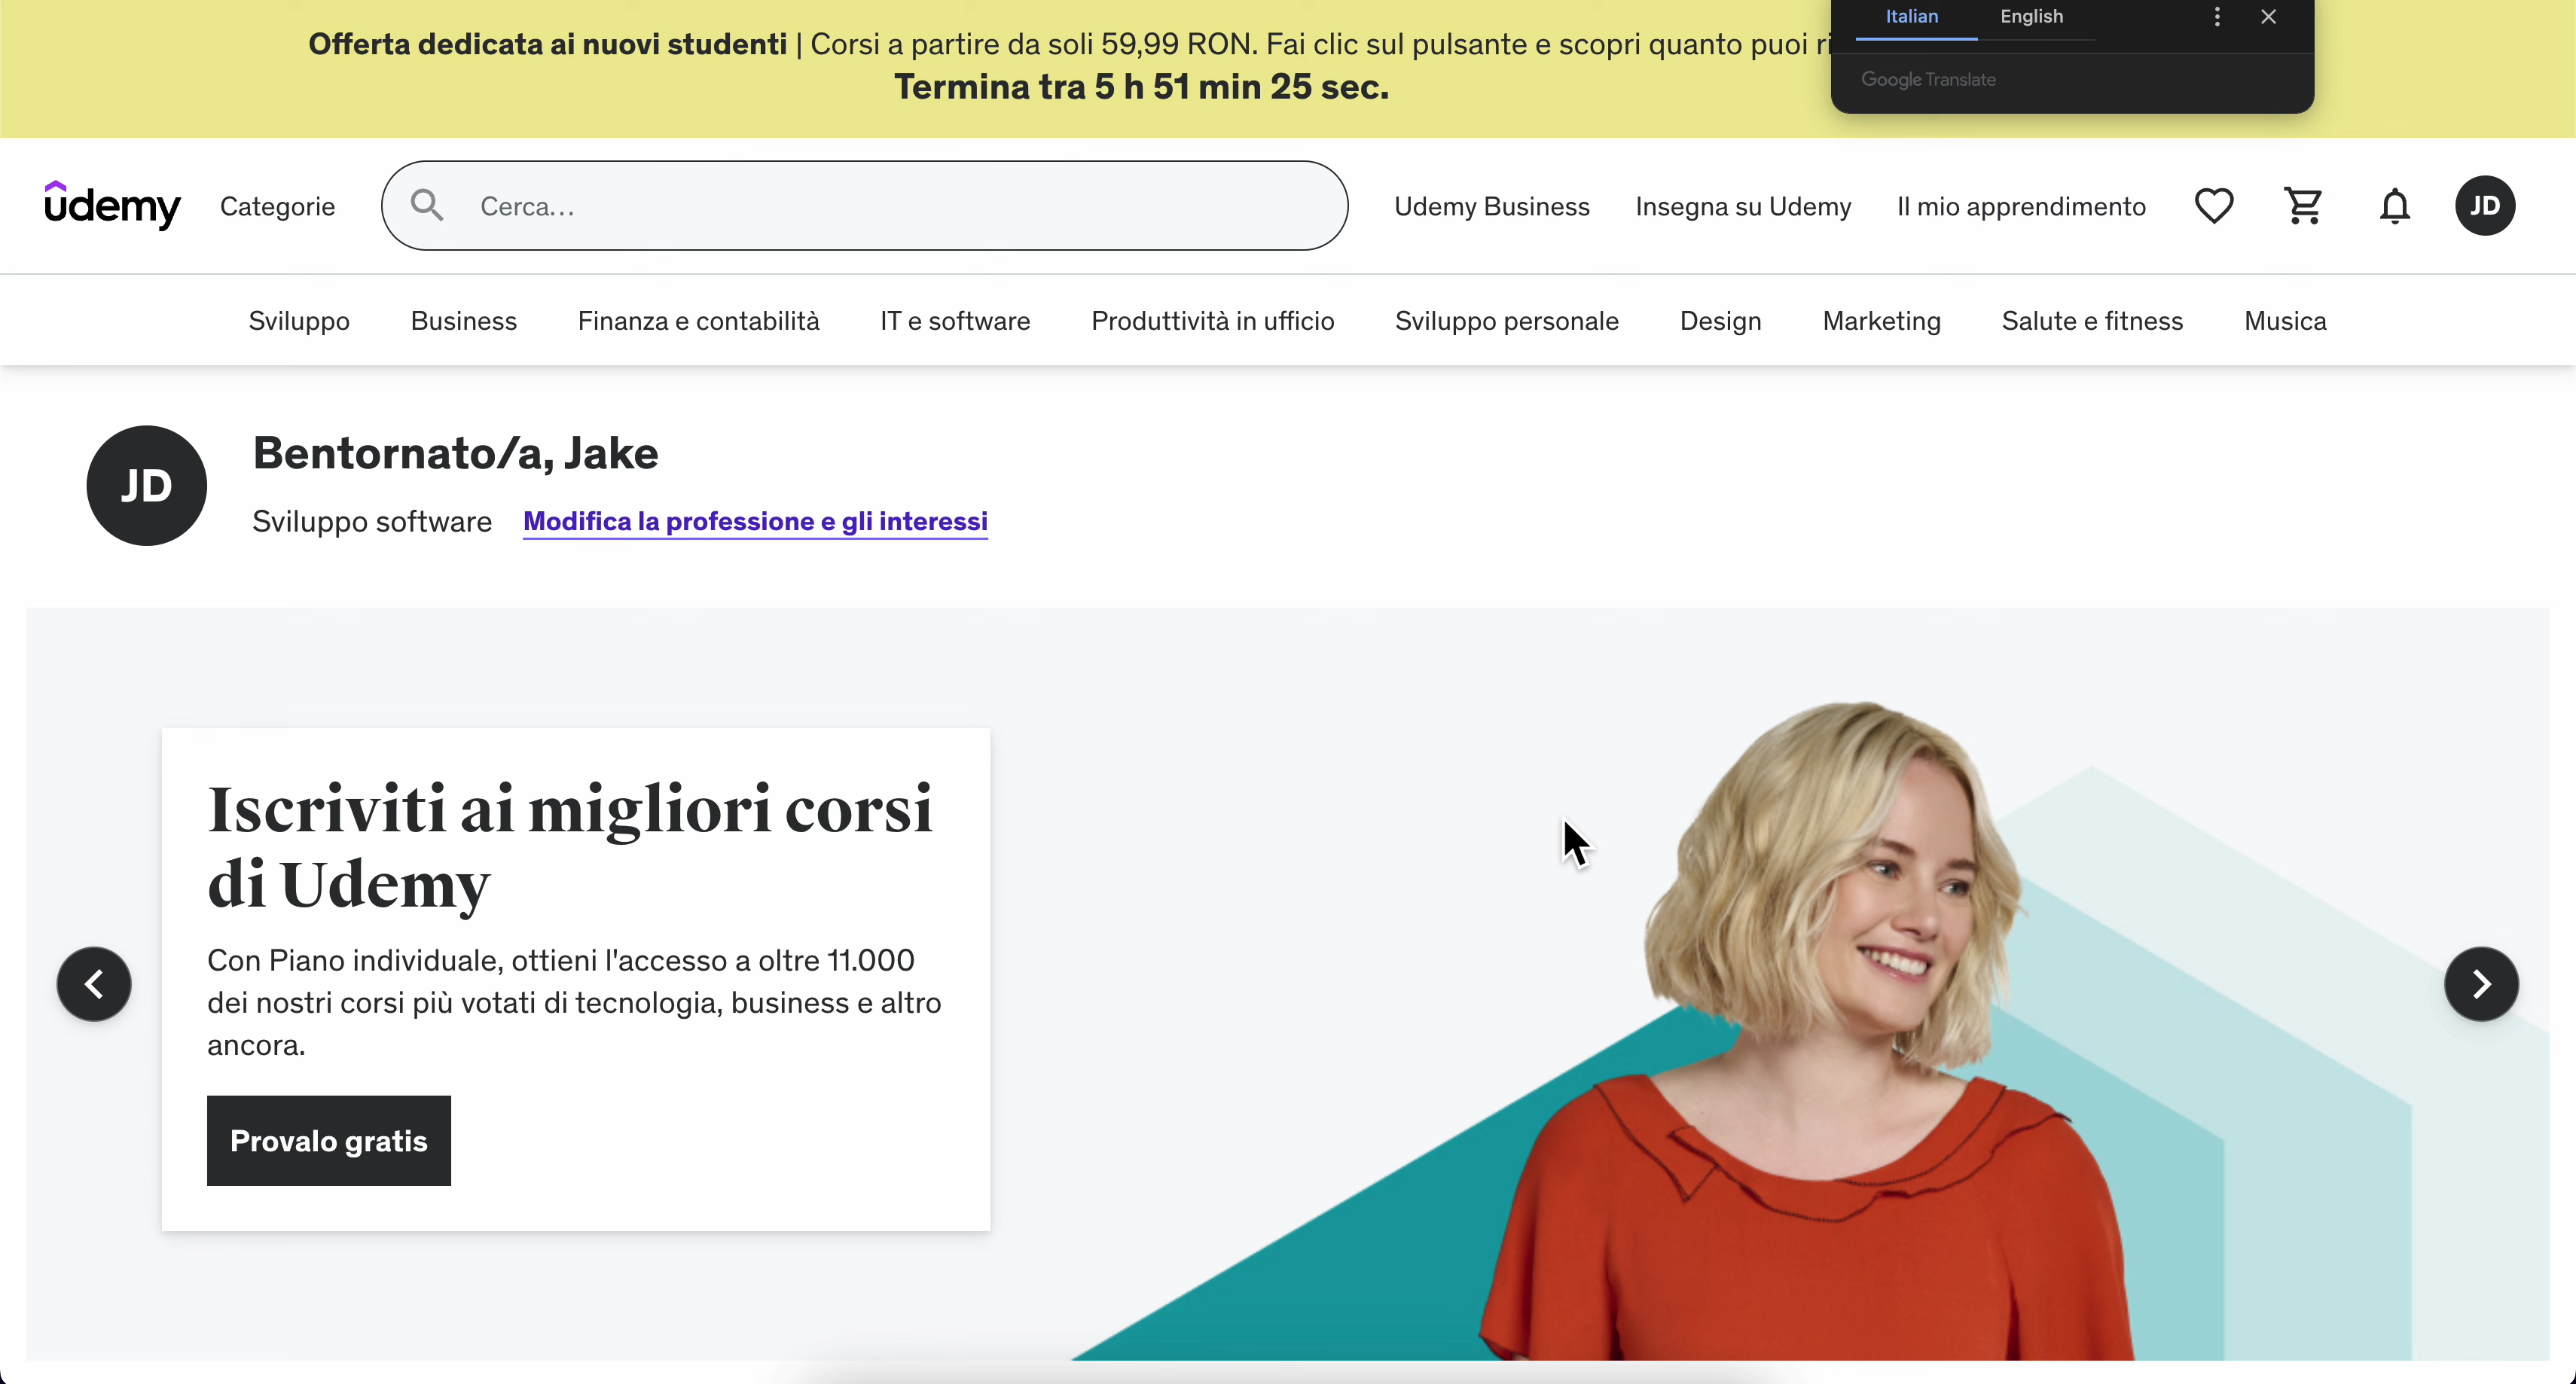 Italian English
Google Translate
Offerta dedicata ai nuovi studenti | Corsi a partire da soli 59,99 RON. Fai clic sul pulsante e scopri quanto puoi
Termina tra 5 h 51 min 25 sec.
udemy Categorie Cerca... Udemy Business Insegna su Udemy Il mio apprendimento JD
Sviluppo Business Finanza e contabilità IT e software Produttività in ufficio Sviluppo personale Design Marketing Salute e fitness Musica
JD
Bentornato/a, Jake
Sviluppo software Modifica la professione e gli interessi
Iscriviti ai migliori corsi
di Udemy
Con Piano individuale, ottieni l'accesso a oltre 11.000
dei nostri corsi più votati di tecnologia, business e altro
ancora.
Provalo gratis